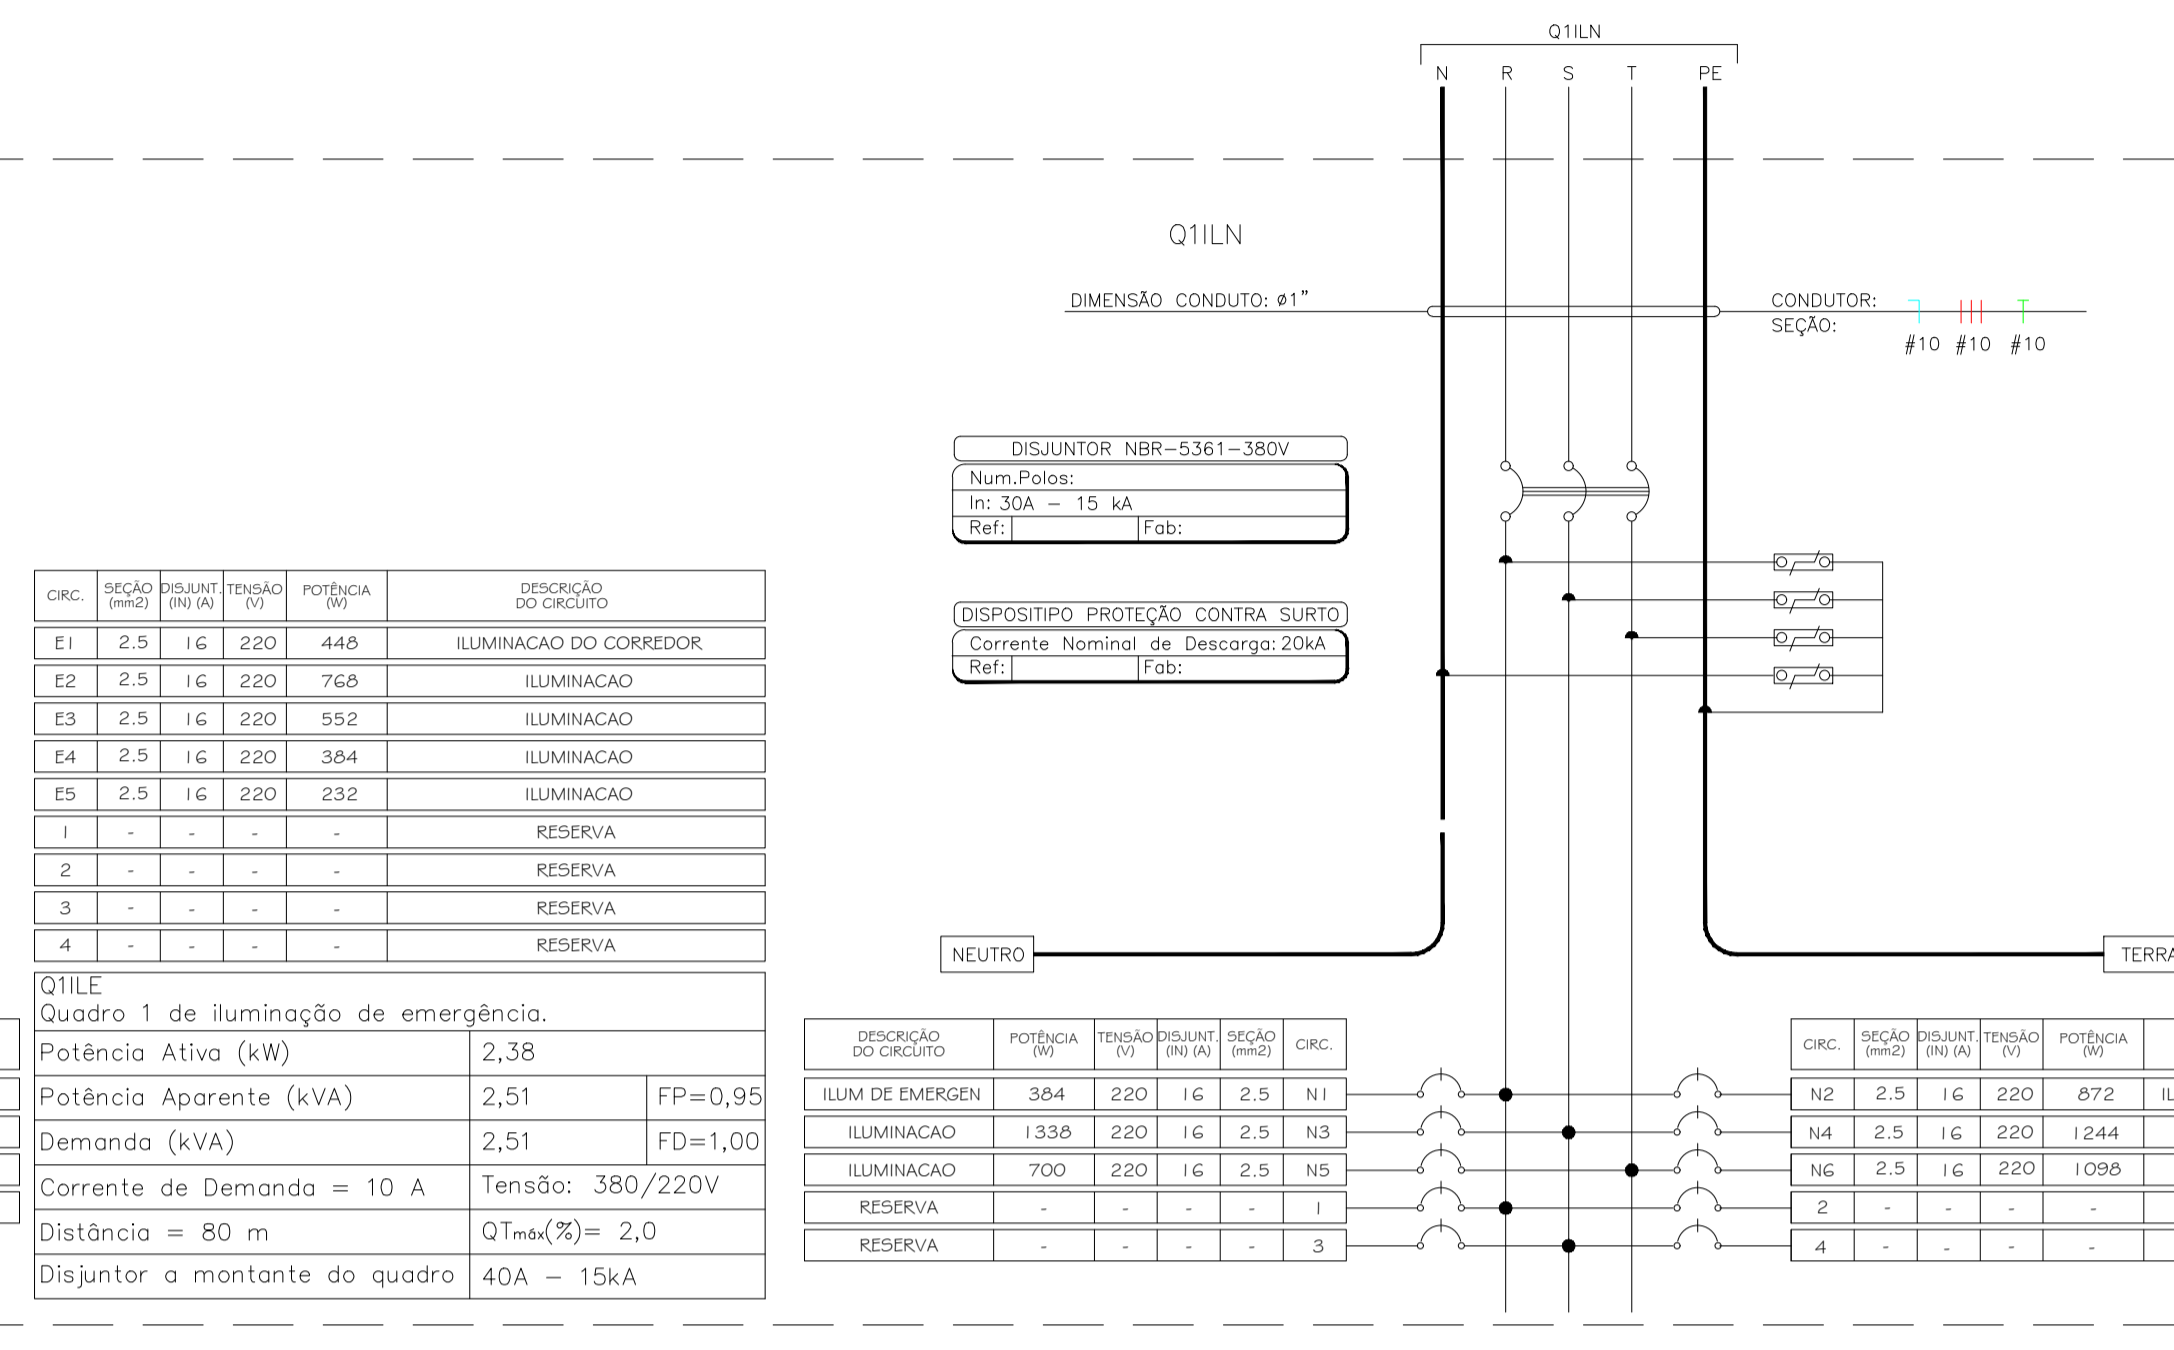 Q1ILN
N R S T PE
Q1ILN
DIMENSÃO CONDUTO: ø1"
CONDUTOR:
SEÇÃO:
#10 #10 #10
DISJUNTOR NBR-5361-380V
Num.Polos:
In: 30A - 15 kA
Ref: Fab:
DISPOSITIPO PROTEÇÃO CONTRA SURTO
Corrente Nominal de Descarga: 20kA
Ref: Fab:
CIRC. SEÇÃO (mm2) DISJUNT. (IN) (A) TENSÃO (V) POTÊNCIA (W) DESCRIÇÃO DO CIRCUITO
E1 2.5 16 220 448 ILUMINACAO DO CORREDOR
E2 2.5 16 220 768 ILUMINACAO
E3 2.5 16 220 552 ILUMINACAO
E4 2.5 16 220 384 ILUMINACAO
E5 2.5 16 220 232 ILUMINACAO
1 - - - - RESERVA
2 - - - - RESERVA
3 - - - - RESERVA
4 - - - - RESERVA
Q1ILE
Quadro 1 de iluminação de emergência.
Potência Ativa (kW) 2,38
Potência Aparente (kVA) 2,51 FP=0,95
Demanda (kVA) 2,51 FD=1,00
Corrente de Demanda = 10 A Tensão: 380/220V
Distância = 80 m QTmáx(%)= 2,0
Disjuntor a montante do quadro 40A - 15kA
NEUTRO
TERRA
DESCRIÇÃO DO CIRCUITO POTÊNCIA (W) TENSÃO (V) DISJUNT. (IN) (A) SEÇÃO (mm2) CIRC.
ILUM DE EMERGEN 384 220 16 2.5 N1
ILUMINACAO 1338 220 16 2.5 N3
ILUMINACAO 700 220 16 2.5 N5
RESERVA - - - - 1
RESERVA - - - - 3
CIRC. SEÇÃO (mm2) DISJUNT. (IN) (A) TENSÃO (V) POTÊNCIA (W)
N2 2.5 16 220 872 IL
N4 2.5 16 220 1244
N6 2.5 16 220 1098
2 - - - -
4 - - - -